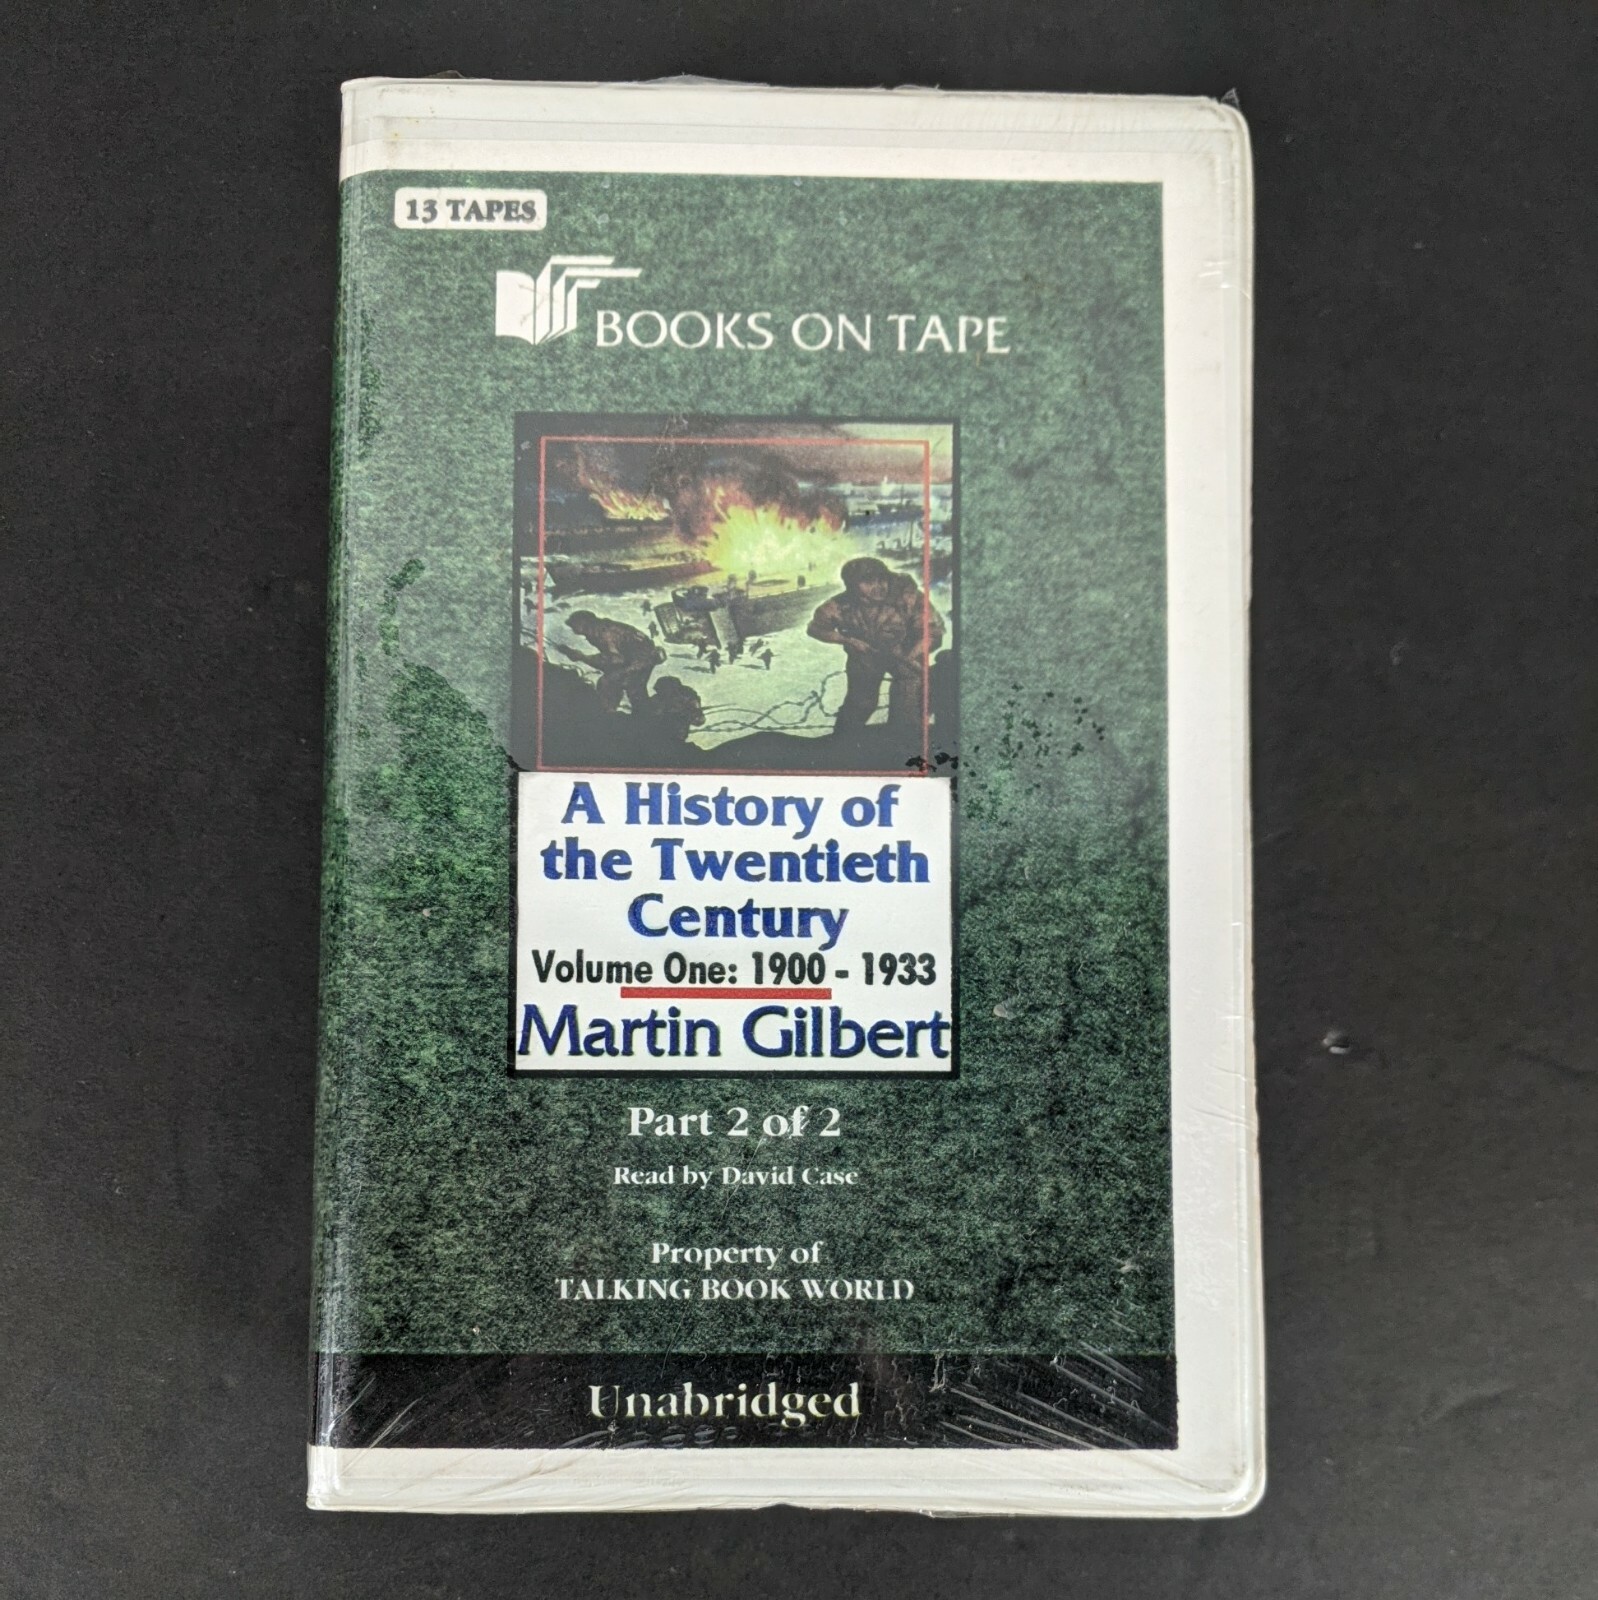 13 TAPES
BOOKS ON TAPE
A History of
the Twentieth
Century
Volume One: 1900 - 1933
Martin Gilbert
Part 2 of 2
Read by David Case
Property of
TALKING BOOK WORLD
Unabridged